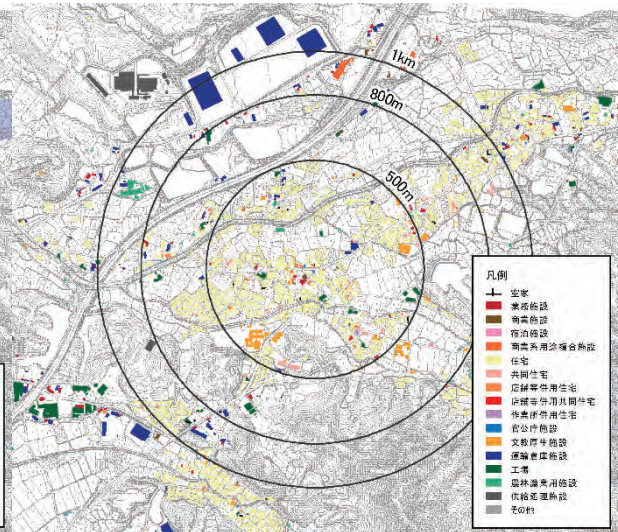 1km
800m
500m
凡例
空家
業務施設
商業施設
宿泊施設
商業系用途複合施設
住宅
共同住宅
店舗等併用住宅
店舗等併用共同住宅
作業所併用住宅
官公庁施設
文教厚生施設
運輸倉庫施設
工場
農林漁業用施設
供給処理施設
その他